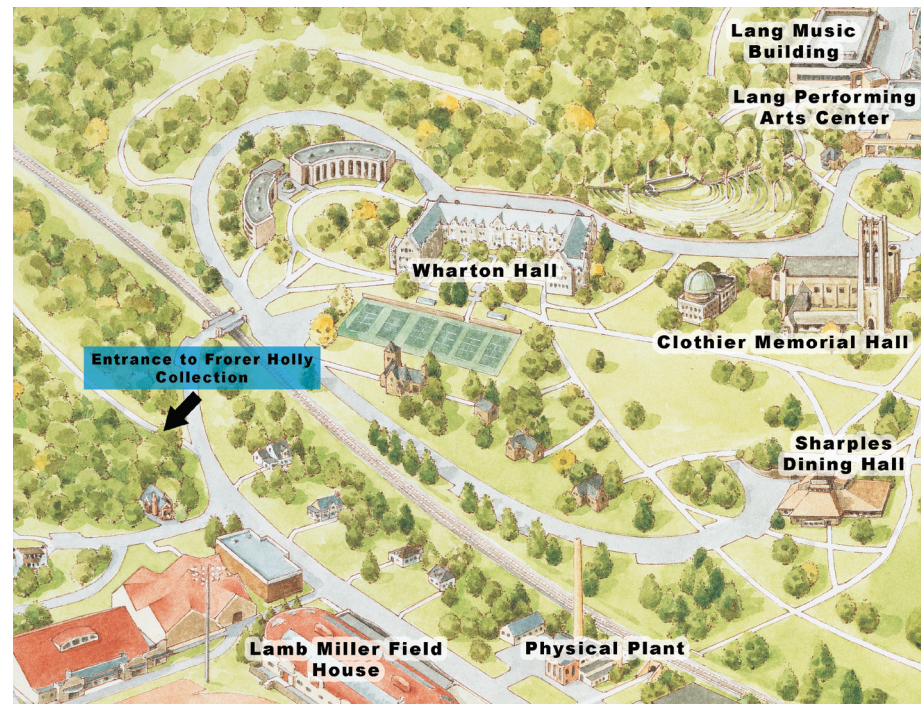 Lang Music
Building
Lang Performing
Arts Center
Wharton Hall
Clothier Memorial Hall
Entrance to Frorer Holly
Collection
Sharples
Dining Hall
Lamb Miller Field
House
Physical Plant